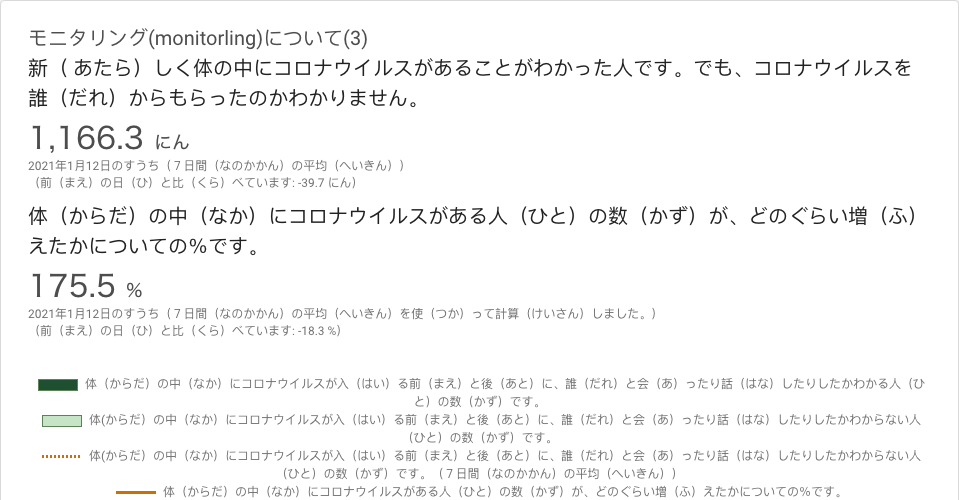 モニタリング(monitorling)について(3)
新（ あたら）しく体の中にコロナウイルスがあることがわかった人です。でも、コロナウイルスを
誰（だれ）からもらったのかわかりません。
1,166.3 にん
2021年1月12日のすうち（７日間（なのかかん）の平均（へいきん））
（前（まえ）の日（ひ）と比（くら）べています: -39.7 にん）
体（からだ）の中（なか）にコロナウイルスがある人（ひと）の数（かず）が、どのぐらい増（ふ）
えたかについての%です。
175.5 %
2021年1月12日のすうち（７日間（なのかかん）の平均（へいきん）を使（つか）って計算（けいさん）しました。）
（前（まえ）の日（ひ）と比（くら）べています: -18.3 %）
体（からだ）の中（なか）にコロナウイルスが入（はい）る前（まえ）と後（あと）に、誰（だれ）と会（あ）ったり話（はな）したりしたかわかる人（ひ
と）の数（かず）です。
体(からだ）の中（なか）にコロナウイルスが入（はい）る前（まえ）と後（あと）に、誰（だれ）と会（あ）ったり話（はな）したりしたかわからない人
（ひと）の数（かず）です。
体(からだ）の中（なか）にコロナウイルスが入（はい）る前（まえ）と後（あと）に、誰（だれ）と会（あ）ったり話（はな）したりしたかわからない人
（ひと）の数（かず）です。（７日間（なのかかん）の平均（へいきん））
体（からだ）の中（なか）にコロナウイルスがある人（ひと）の数（かず）が、どのぐらい増（ふ）えたかについての%です。